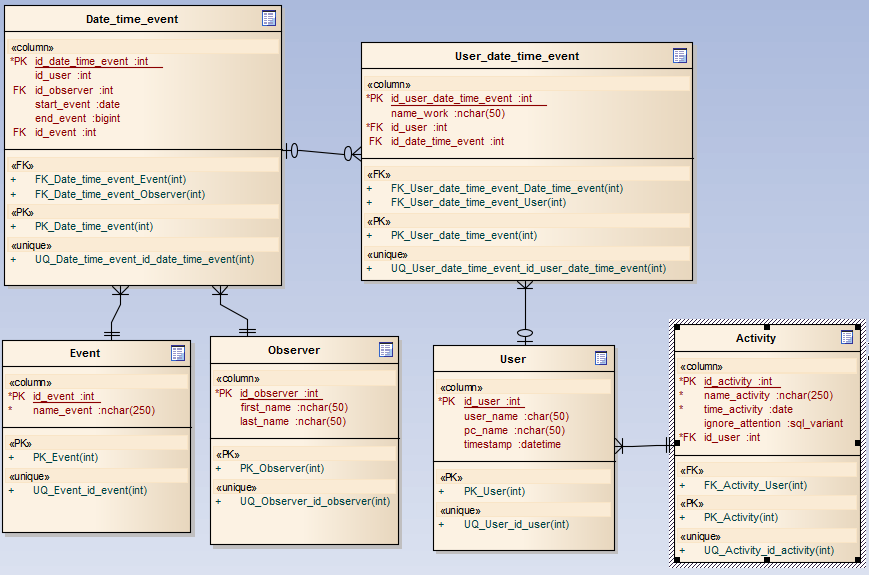 Date_time_event
«column»
*PK id_date_time_event :int
id_user :int
FK id_observer :int
start_event :date
end_event :bigint
FK id_event :int
«FK»
+ FK_Date_time_event_Event(int)
+ FK_Date_time_event_Observer(int)
«PK»
+ PK_Date_time_event(int)
«unique»
+ UQ_Date_time_event_id_date_time_event(int)
User_date_time_event
«column»
*PK id_user_date_time_event :int
name_work :nchar(50)
*FK id_user :int
FK id_date_time_event :int
«FK»
+ FK_User_date_time_event_Date_time_event(int)
+ FK_User_date_time_event_User(int)
«PK»
+ PK_User_date_time_event(int)
«unique»
+ UQ_User_date_time_event_id_user_date_time_event(int)
Event
«column»
*PK id_event :int
* name_event :nchar(250)
«PK»
+ PK_Event(int)
«unique»
+ UQ_Event_id_event(int)
Observer
«column»
*PK id_observer :int
first_name :nchar(50)
last_name :nchar(50)
«PK»
+ PK_Observer(int)
«unique»
+ UQ_Observer_id_observer(int)
User
«column»
*PK id_user :int
user_name :char(50)
pc_name :nchar(50)
timestamp :datetime
«PK»
+ PK_User(int)
«unique»
+ UQ_User_id_user(int)
Activity
«column»
*PK id_activity :int
* name_activity :nchar(250)
* time_activity :date
ignore_attention :sql_variant
*FK id_user :int
«FK»
+ FK_Activity_User(int)
«PK»
+ PK_Activity(int)
«unique»
+ UQ_Activity_id_activity(int)